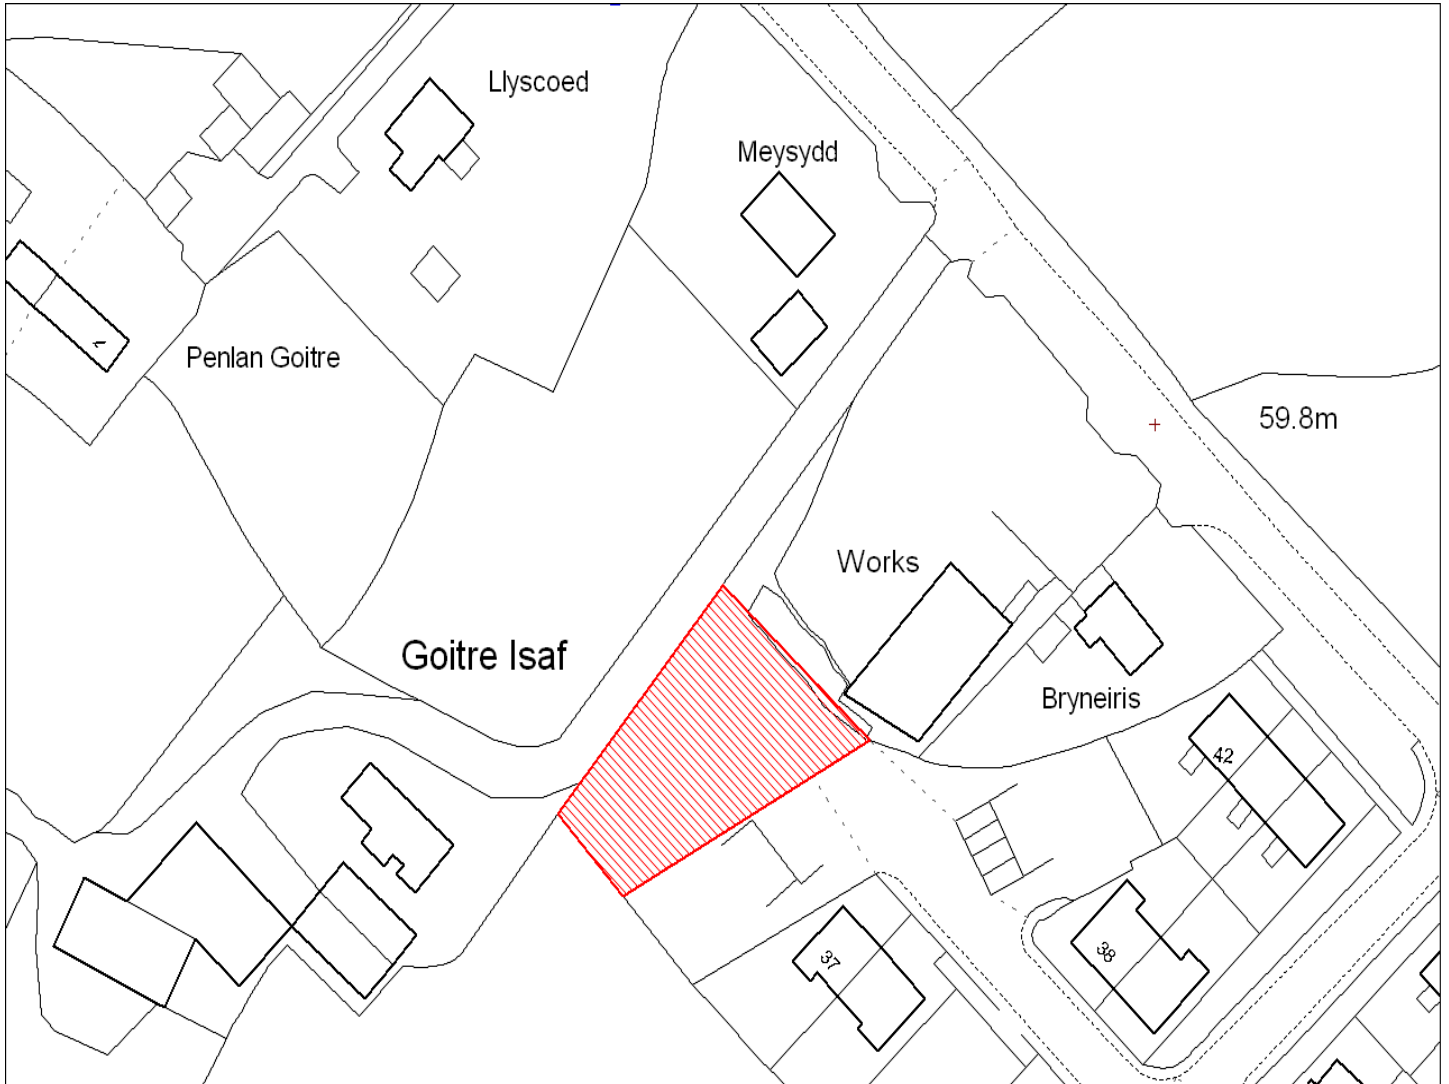 Llyscoed
Meysydd
Penlan Goitre
59.8m
Works
Goitre Isaf
Bryneiris
42
38
37